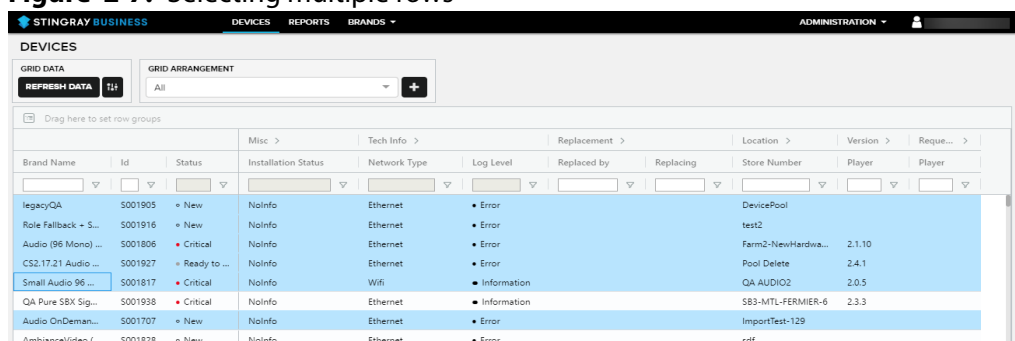 Figure 2-7: Selecting multiple rows
STINGRAY BUSINESS DEVICES REPORTS BRANDS ADMINISTRATION
DEVICES
GRID DATA GRID ARRANGEMENT
REFRESH DATA All +
Drag here to set row groups
Misc > Tech Info > Replacement > Location > Version > Reque... >
Brand Name Id Status Installation Status Network Type Log Level Replaced by Replacing Store Number Player Player
legacyQA S001905 New NoInfo Ethernet Error DevicePool
Role Fallback + S... S001916 New NoInfo Ethernet Error test2
Audio (96 Mono) ... S001806 Critical NoInfo Ethernet Error Farm2-NewHardwa... 2.1.10
CS2.17.21 Audio ... S001927 Ready to ... NoInfo Ethernet Error Pool Delete 2.4.1
Small Audio 96 ... S001817 Critical NoInfo Wifi Information QA AUDIO2 2.0.5
QA Pure SBX Sig... S001938 Critical NoInfo Ethernet Information SB3-MTL-FERMIER-6 2.3.3
Audio OnDeman... S001707 New NoInfo Ethernet Error ImportTest-129
AmbianceVideo / S001828 New NoInfo Ethernet Error